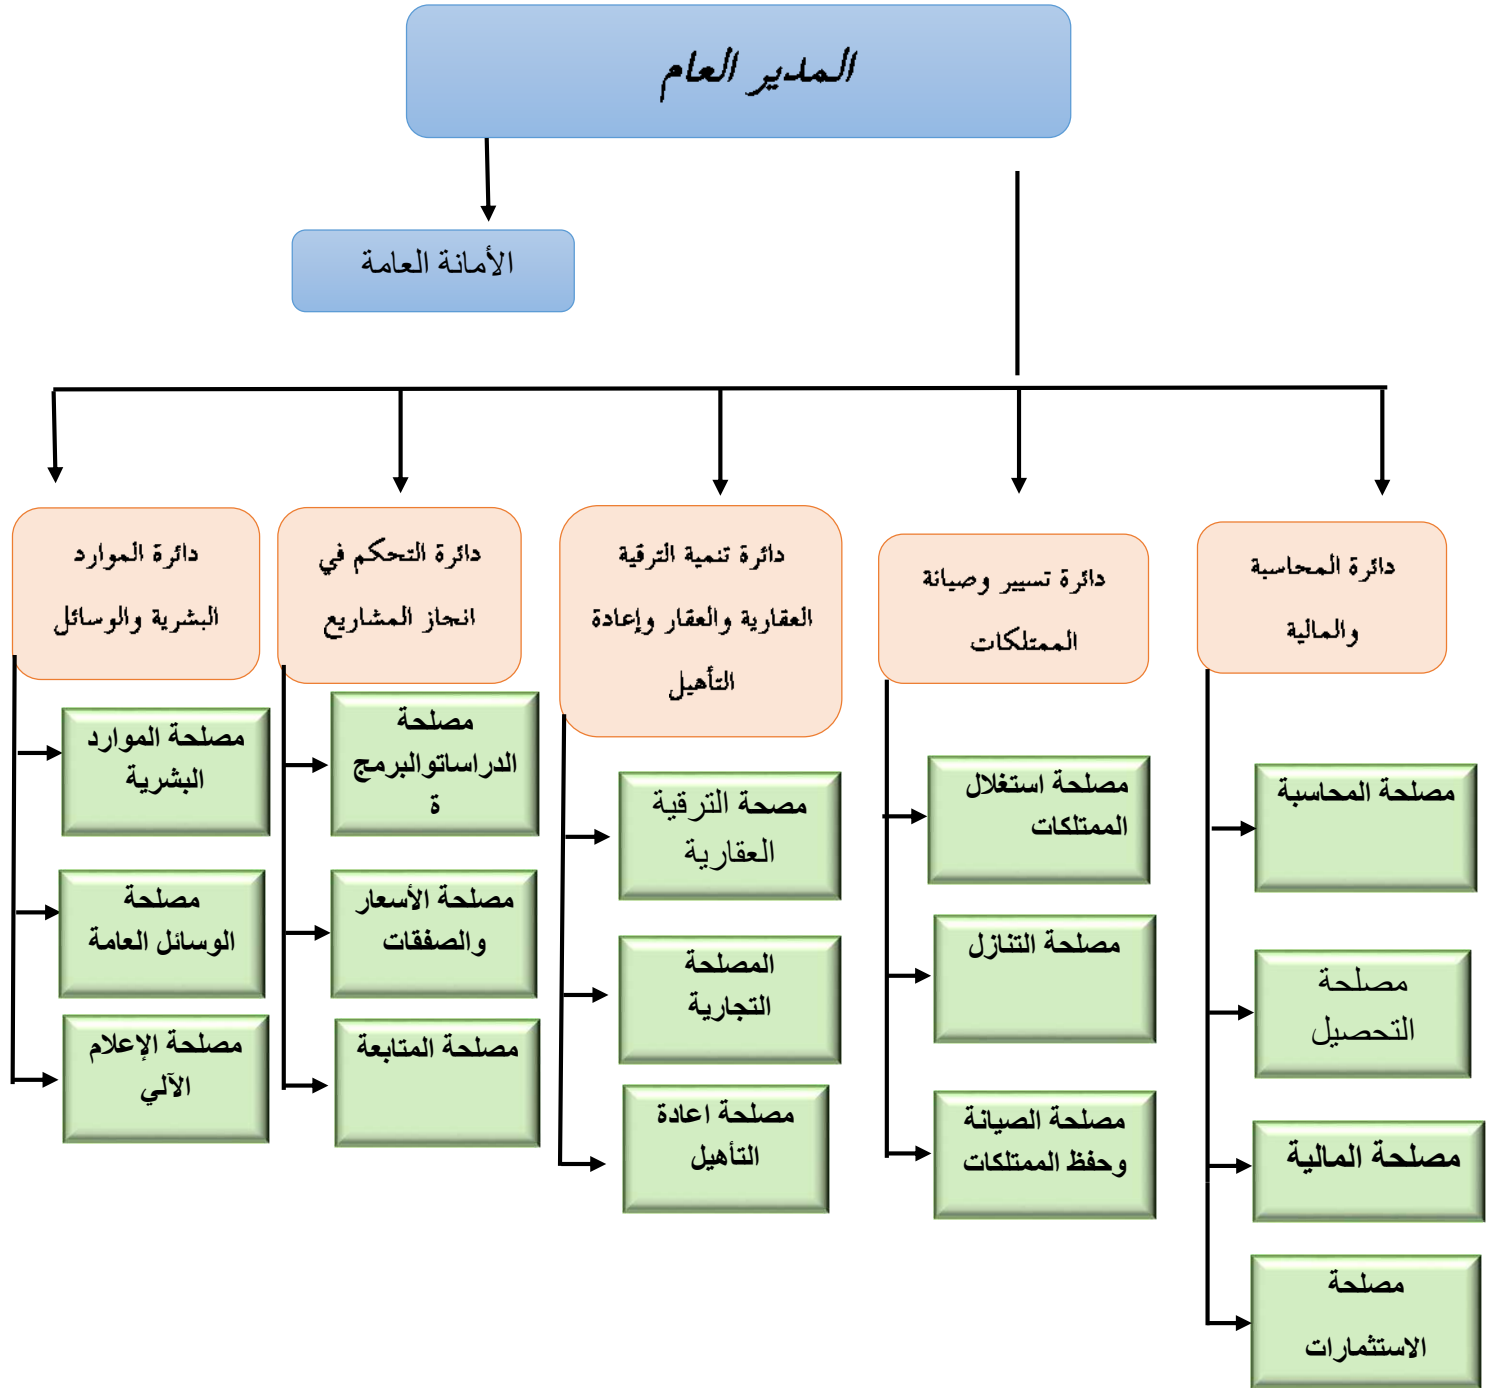 المدير العام
الأمانة العامة
دائرة المحاسبة
والمالية
مصلحة المحاسبة
مصلحة
التحصيل
مصلحة المالية
مصلحة
الاستثمارات
دائرة تسيير وصيانة
الممتلكات
مصلحة استغلال
الممتلكات
مصلحة التنازل
مصلحة الصيانة
وحفظ الممتلكات
دائرة تنمية الترقية
العقارية والعقار وإعادة
التأهيل
مصحة الترقية
العقارية
المصلحة
التجارية
مصلحة اعادة
التأهيل
دائرة التحكم في
انحاز المشاريع
مصلحة
الدراساتوالبرمج
ة
مصلحة الأسعار
والصفقات
مصلحة المتابعة
دائرة الموارد
البشرية والوسائل
مصلحة الموارد
البشرية
مصلحة
الوسائل العامة
مصلحة الإعلام
الآلي